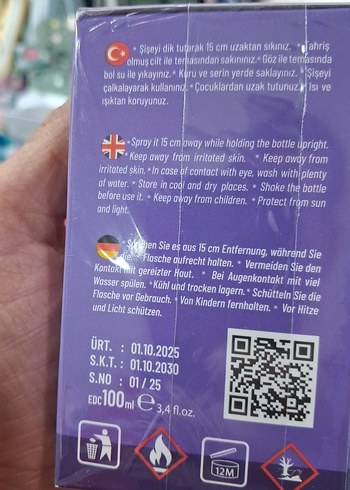 • Şişeyi dik tutarak 15 cm uzaktan sıkınız. • Tahriş
olmuş cilt ile temasından sakınınız.• Göz ile temasında
bol su ile yıkayınız.• Kuru ve serin yerde saklayınız. •Şişeyi
çalkalayarak kullanınız.•Çocuklardan uzak tutunuz.• Isı ve
ışıktan koruyunuz.
•Spray it 15 cm away while holding the bottle upright.
•Keep away from irritated skin. • Keep away from
irritated skin.•In case of contact with eye, wash with plenty
of water. • Store in cool and dry places. • Shake the bottle
before use it. • Keep away from children. • Protect from sun
and light.
Sie es aus 15 cm Entfernung, während Sie
die Flasche aufrecht halten. • Vermeiden Sie den
Kontakt mit gereizter Haut. • Bei Augenkontakt mit viel
Wasser spülen. •Kühl und trocken lagern.• Schütteln Sie die
Flasche vor Gebrauch.• Von Kindern fernhalten. • Vor Hitze
und Licht schützen.
ÜRT. : 01.10.2025
S.K.T. : 01.10.2030
S.NO : 01 / 25
EDC100ml ℮ 3,4 fl.oz.
12M